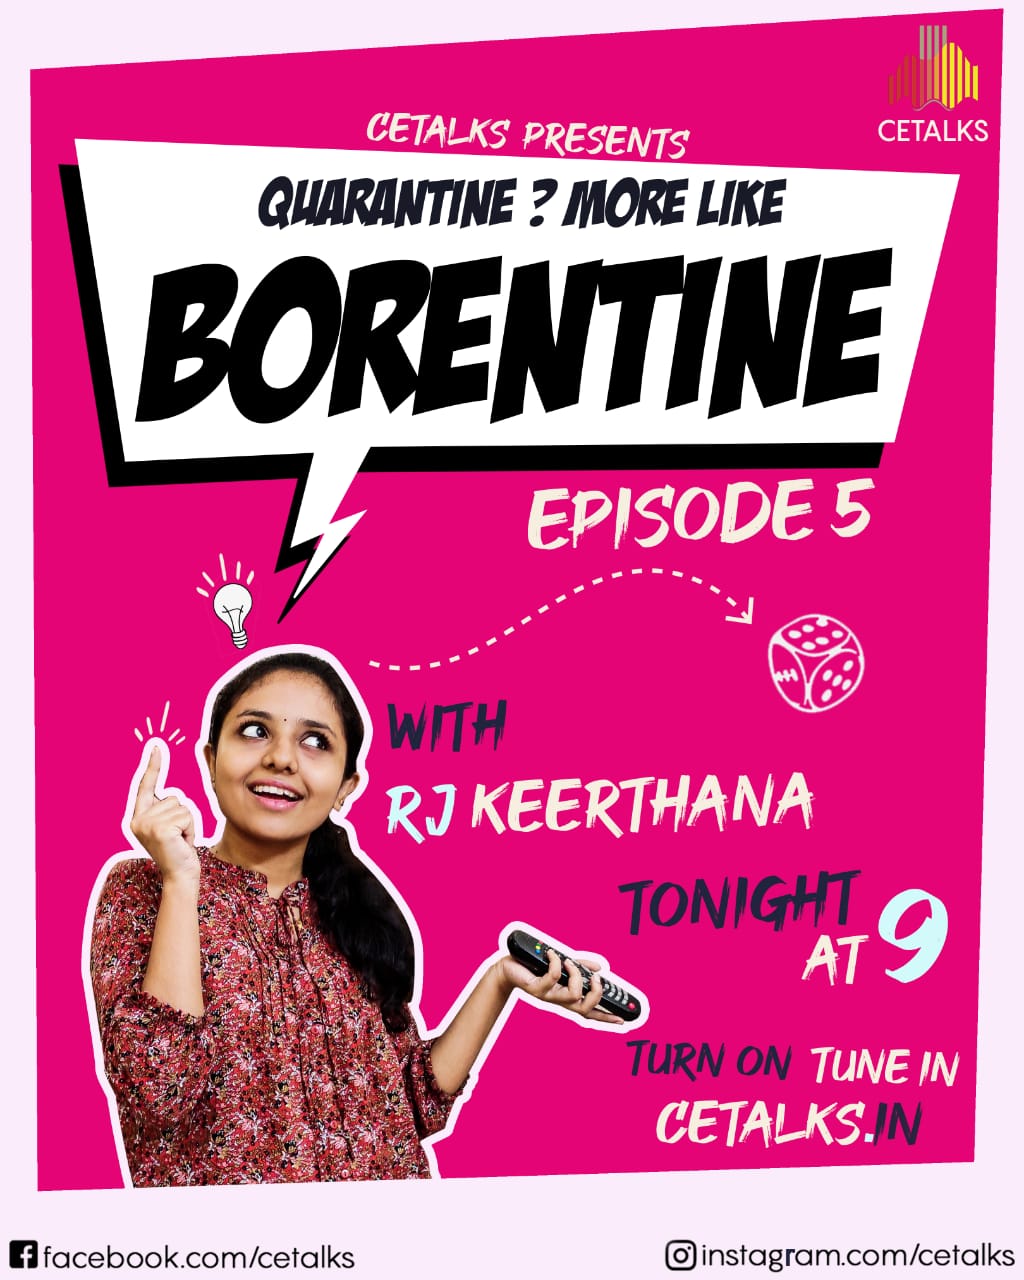 CETALKS
CETALKS PRESENTS
QUARANTINE ? MORE LIKE
BORENTINE
EPISODE 5
WITH
RJ KEERTHANA
TONIGHT
AT 9
TURN ON TUNE IN
CETALKS.IN
facebook.com/cetalks
instagram.com/cetalks